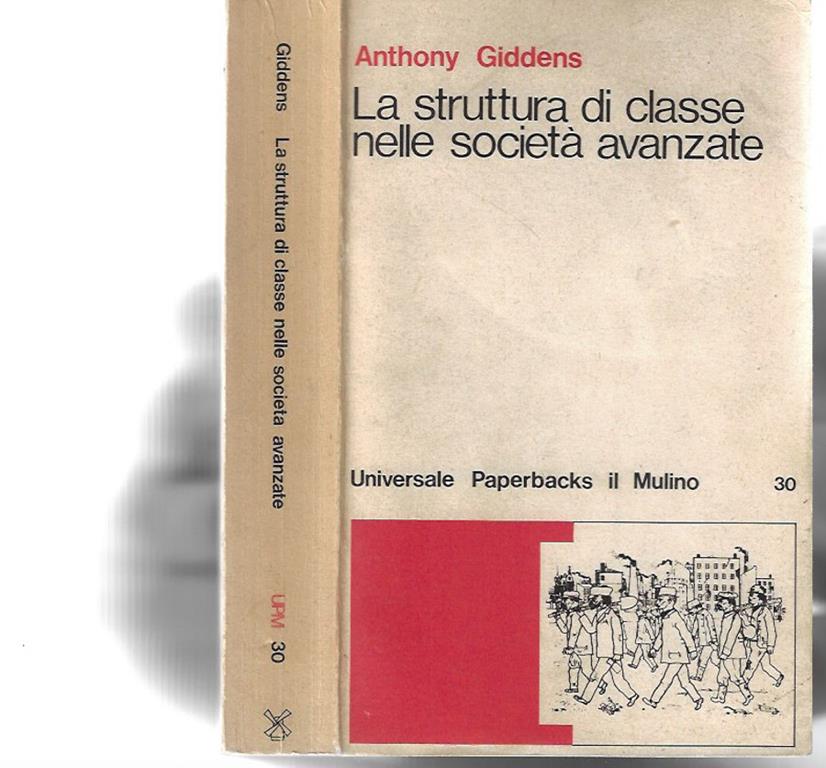 Giddens La struttura di classe nelle società avanzate
UPM 30
Anthony Giddens
La struttura di classe
nelle società avanzate
Universale Paperbacks il Mulino 30